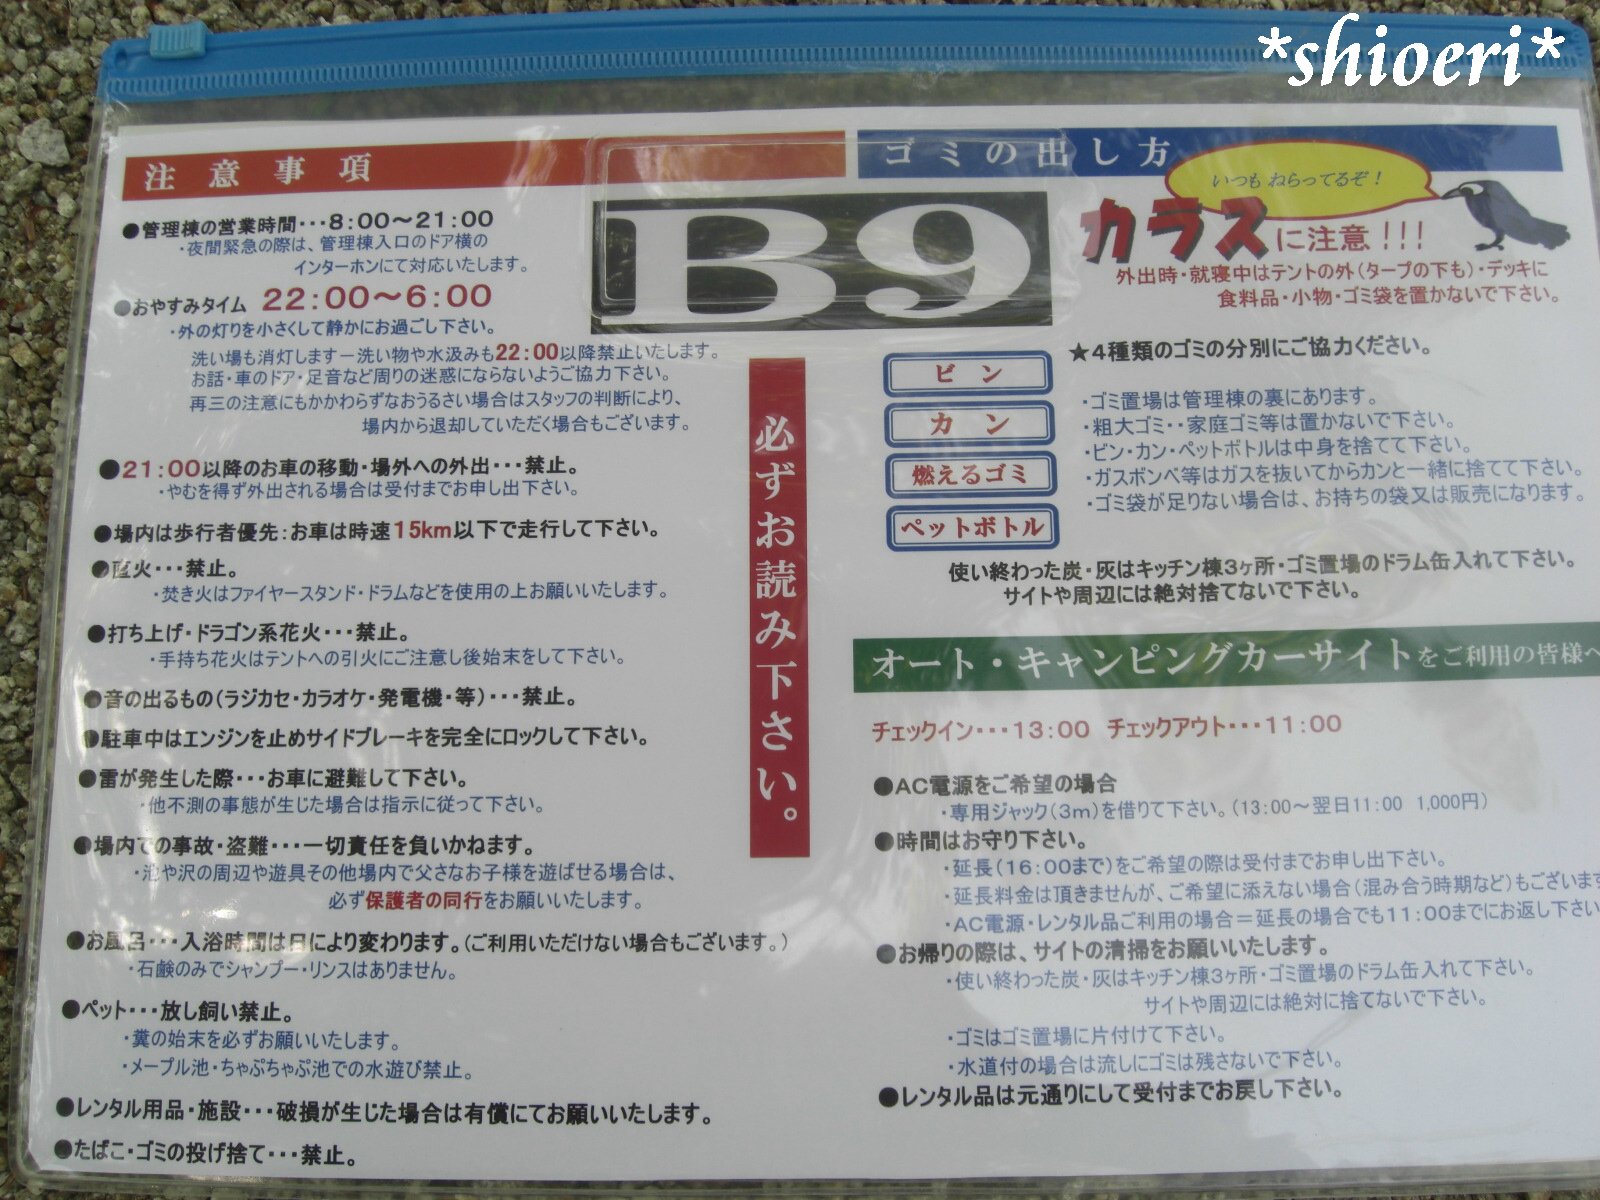 *shioeri*
注意事項
●管理棟の営業時間・・・8:00～21:00
・夜間緊急の際は、管理棟入口のドア横の
インターホンにて対応いたします。
●おやすみタイム 22:00～6:00
・外の灯りを小さくして静かにお過ごし下さい。
洗い場も消灯します－洗い物や水汲みも22:00以降禁止いたします。
お話・車のドア・足音など周りの迷惑にならないようご協力下さい。
再三の注意にもかかわらずなおうるさい場合はスタッフの判断により、
場内から退却していただく場合もございます。
●21:00以降のお車の移動・場外への外出・・・禁止。
・やむを得ず外出される場合は受付までお申し出下さい。
●場内は歩行者優先：お車は時速15km以下で走行して下さい。
●直火・・・禁止。
・焚き火はファイヤースタンド・ドラムなどを使用の上お願いいたします。
●打ち上げ・ドラゴン系花火・・・禁止。
・手持ち花火はテントへの引火にご注意し後始末をして下さい。
●音の出るもの（ラジカセ・カラオケ・発電機・等）・・・禁止。
●駐車中はエンジンを止めサイドブレーキを完全にロックして下さい。
●雷が発生した際・・・お車に避難して下さい。
・他不測の事態が生じた場合は指示に従って下さい。
●場内での事故・盗難・・・一切責任を負いかねます。
・池や沢の周辺や遊具その他場内で父さなお子様を遊ばせる場合は、
必ず保護者の同行をお願いいたします。
●お風呂・・・入浴時間は日により変わります。（ご利用いただけない場合もございます。）
・石鹸のみでシャンプー・リンスはありません。
●ペット・・・放し飼い禁止。
・糞の始末を必ずお願いいたします。
・メープル池・ちゃぷちゃぷ池での水遊び禁止。
●レンタル用品・施設・・・破損が生じた場合は有償にてお願いいたします。
●たばこ・ゴミの投げ捨て・・・禁止。
B9
必ずお読み下さい。
ゴミの出し方
いつも ねらってるぞ！
カラスに注意！！！
外出時・就寝中はテントの外（タープの下も）・デッキに
食料品・小物・ゴミ袋を置かないで下さい。
★４種類のゴミの分別にご協力ください。
ビン
カン
燃えるゴミ
ペットボトル
・ゴミ置場は管理棟の裏にあります。
・粗大ゴミ・・家庭ゴミ等は置かないで下さい。
・ビン・カン・ペットボトルは中身を捨てて下さい。
・ガスボンベ等はガスを抜いてからカンと一緒に捨てて下さい。
・ゴミ袋が足りない場合は、お持ちの袋又は販売になります。
使い終わった炭・灰はキッチン棟３ヶ所・ゴミ置場のドラム缶入れて下さい。
サイトや周辺には絶対捨てないで下さい。
オート・キャンピングカーサイトをご利用の皆様へ
チェックイン・・・13:00 チェックアウト・・・11:00
●AC電源をご希望の場合
・専用ジャック（3m）を借りて下さい。（13:00～翌日11:00 1,000円）
●時間はお守り下さい。
・延長（16:00まで）をご希望の際は受付までお申し出下さい。
・延長料金は頂きませんが、ご希望に添えない場合（混み合う時期など）もございます
・AC電源・レンタル品ご利用の場合＝延長の場合でも11:00までにお返し下さい
●お帰りの際は、サイトの清掃をお願いいたします。
・使い終わった炭・灰はキッチン棟３ヶ所・ゴミ置場のドラム缶入れて下さい。
サイトや周辺には絶対に捨てないで下さい。
・ゴミはゴミ置場に片付けて下さい。
・水道付の場合は流しにゴミは残さないで下さい。
●レンタル品は元通りにして受付までお戻し下さい。